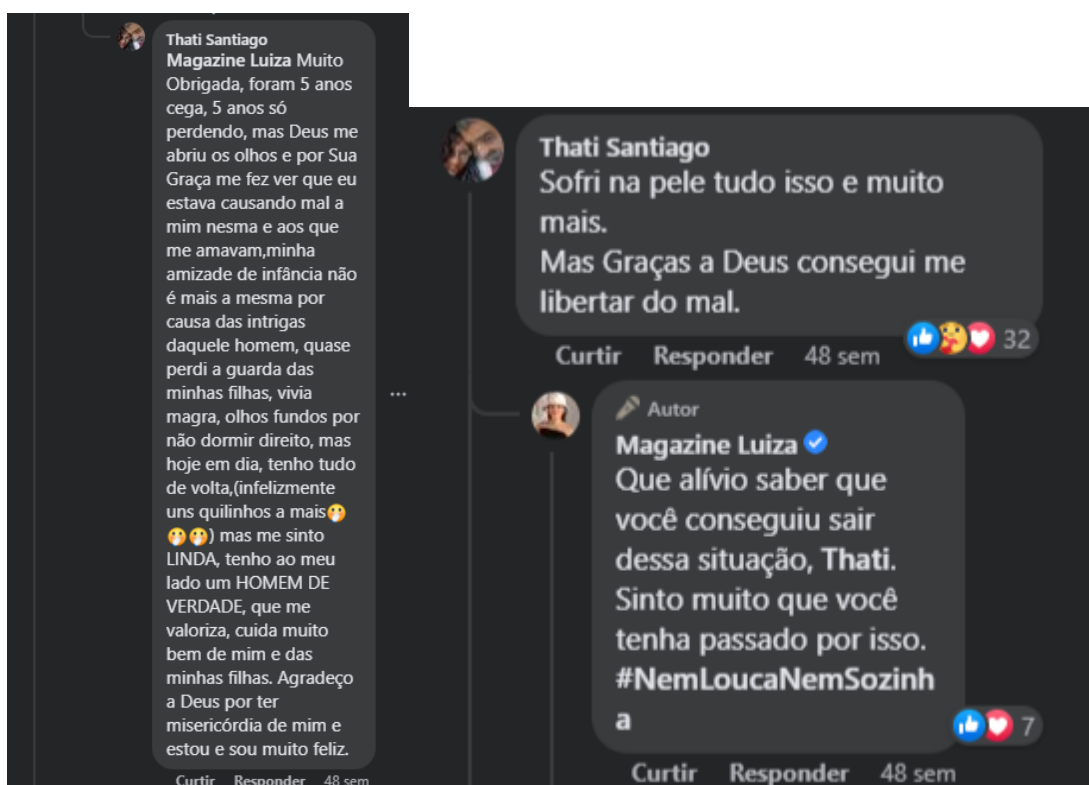 Thati Santiago
Magazine Luiza Muito
Obrigada, foram 5 anos
cega, 5 anos só
perdendo, mas Deus me
abriu os olhos e por Sua
Graça me fez ver que eu
estava causando mal a
mim nesma e aos que
me amavam,minha
amizade de infância não
é mais a mesma por
causa das intrigas
daquele homem, quase
perdi a guarda das
minhas filhas, vivia
magra, olhos fundos por
não dormir direito, mas
hoje em dia, tenho tudo
de volta,(infelizmente
uns quilinhos a mais🤭
🤭🤭) mas me sinto
LINDA, tenho ao meu
lado um HOMEM DE
VERDADE, que me
valoriza, cuida muito
bem de mim e das
minhas filhas. Agradeço
a Deus por ter
misericórdia de mim e
estou e sou muito feliz.
Curtir Responder 48 sem
Thati Santiago
Sofri na pele tudo isso e muito
mais.
Mas Graças a Deus consegui me
libertar do mal.
32
Curtir Responder 48 sem
Autor
Magazine Luiza
Que alívio saber que
você conseguiu sair
dessa situação, Thati.
Sinto muito que você
tenha passado por isso.
#NemLoucaNemSozinh
a
7
Curtir Responder 48 sem